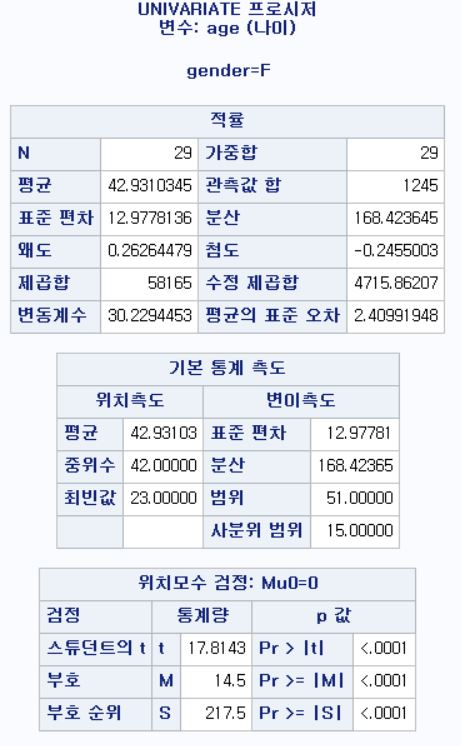 UNIVARIATE 프로시저
변수: age (나이)
gender=F
적률
N 29 가중합 29
평균 42.9310345 관측값 합 1245
표준 편차 12.9778136 분산 168.423645
왜도 0.26264479 첨도 -0.2455003
제곱합 58165 수정 제곱합 4715.86207
변동계수 30.2294453 평균의 표준 오차 2.40991948
기본 통계 측도
위치측도 변이측도
평균 42.93103 표준 편차 12.97781
중위수 42.00000 분산 168.42365
최빈값 23.00000 범위 51.00000
사분위 범위 15.00000
위치모수 검정: Mu0=0
검정 통계량 p 값
스튜던트의 t t 17.8143 Pr > |t| <.0001
부호 M 14.5 Pr >= |M| <.0001
부호 순위 S 217.5 Pr >= |S| <.0001